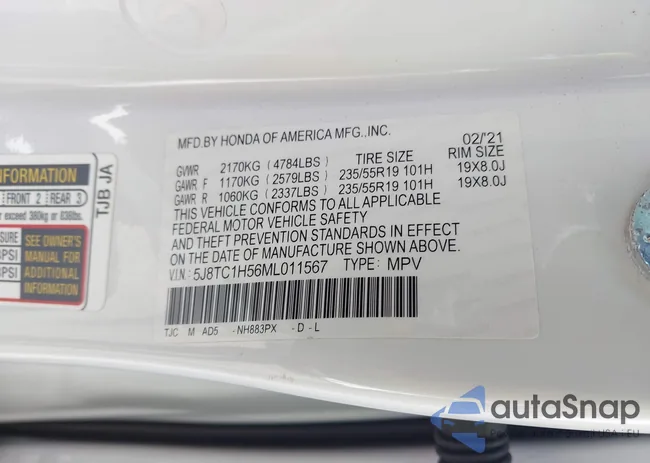 MFD.BY HONDA OF AMERICA MFG.,INC. 02/'21
GVWR 2170KG (4784LBS) TIRE SIZE RIM SIZE
GAWR F 1170KG (2579LBS) 235/55R19 101H 19X8.0J
GAWR R 1060KG (2337LBS) 235/55R19 101H 19X8.0J
THIS VEHICLE CONFORMS TO ALL APPLICABLE
FEDERAL MOTOR VEHICLE SAFETY
AND THEFT PREVENTION STANDARDS IN EFFECT
ON THE DATE OF MANUFACTURE SHOWN ABOVE.
V.I.N.: 5J8TC1H56ML011567 TYPE: MPV
TJC M AD5 -NH883PX -D-L
TJB JA
NFORMATION
FRONT 2 REAR 3
r exceed 380kg or 838lbs.
SURE
PSI
PSI
SEE OWNER'S
MANUAL FOR
ADDITIONAL
INFORMATION
autoSnap